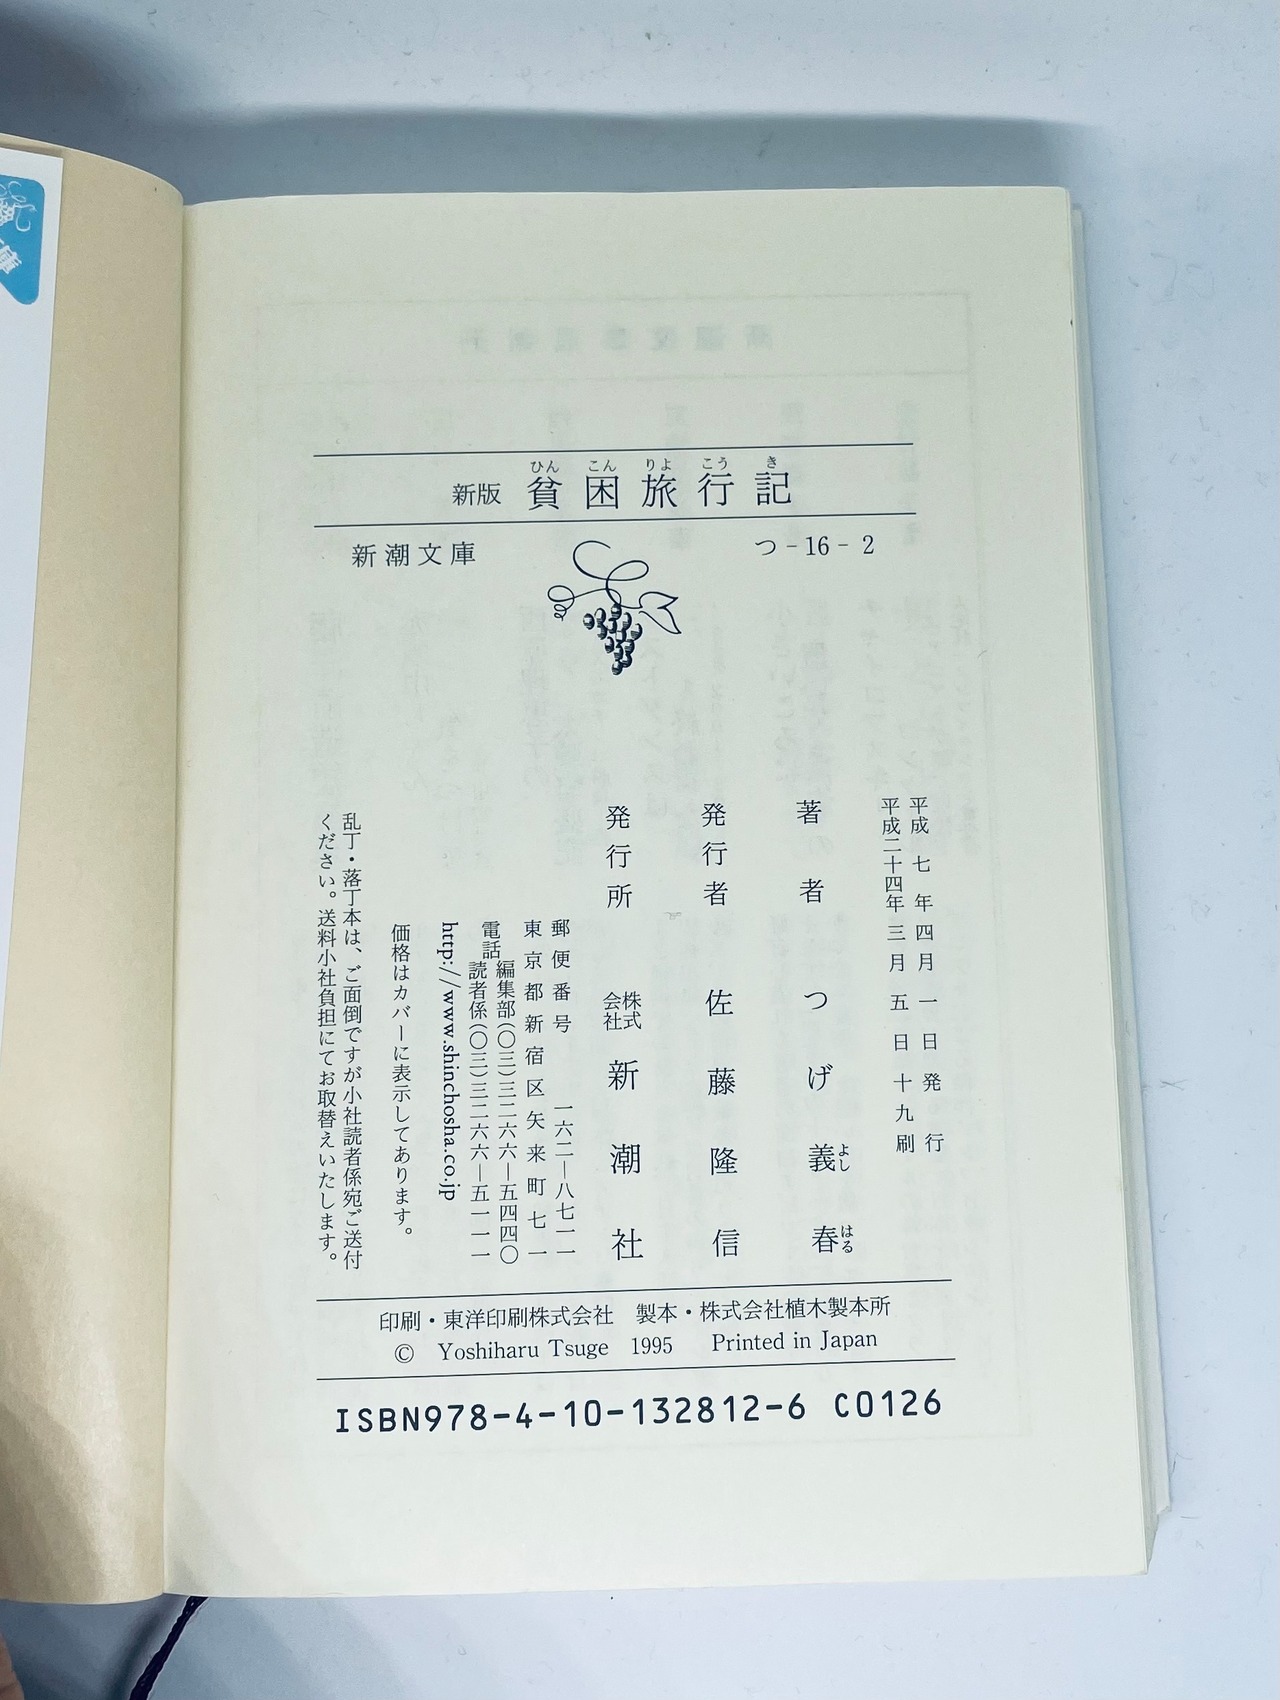 庫
ひん こん りよ こう き
新版 貧困旅行記
新潮文庫
つ-16-2
平成 七 年 四月 一 日 発 行
平成二十四年 三月 五 日 十九刷
著者 つげ義春
よし はる
発行者 佐藤隆信
発行所 株式会社 新潮社
郵便番号 一六二―八七一一
東京都新宿区矢来町七一
電話 編集部(〇三)三二六六―五四四〇
読者係(〇三)三二六六―五一一一
http://www.shinchosha.co.jp
価格はカバーに表示してあります。
乱丁・落丁本は、ご面倒ですが小社読者係宛ご送付
ください。送料小社負担にてお取替えいたします。
印刷・東洋印刷株式会社 製本・株式会社植木製本所
© Yoshiharu Tsuge 1995 Printed in Japan
ISBN978-4-10-132812-6 C0126